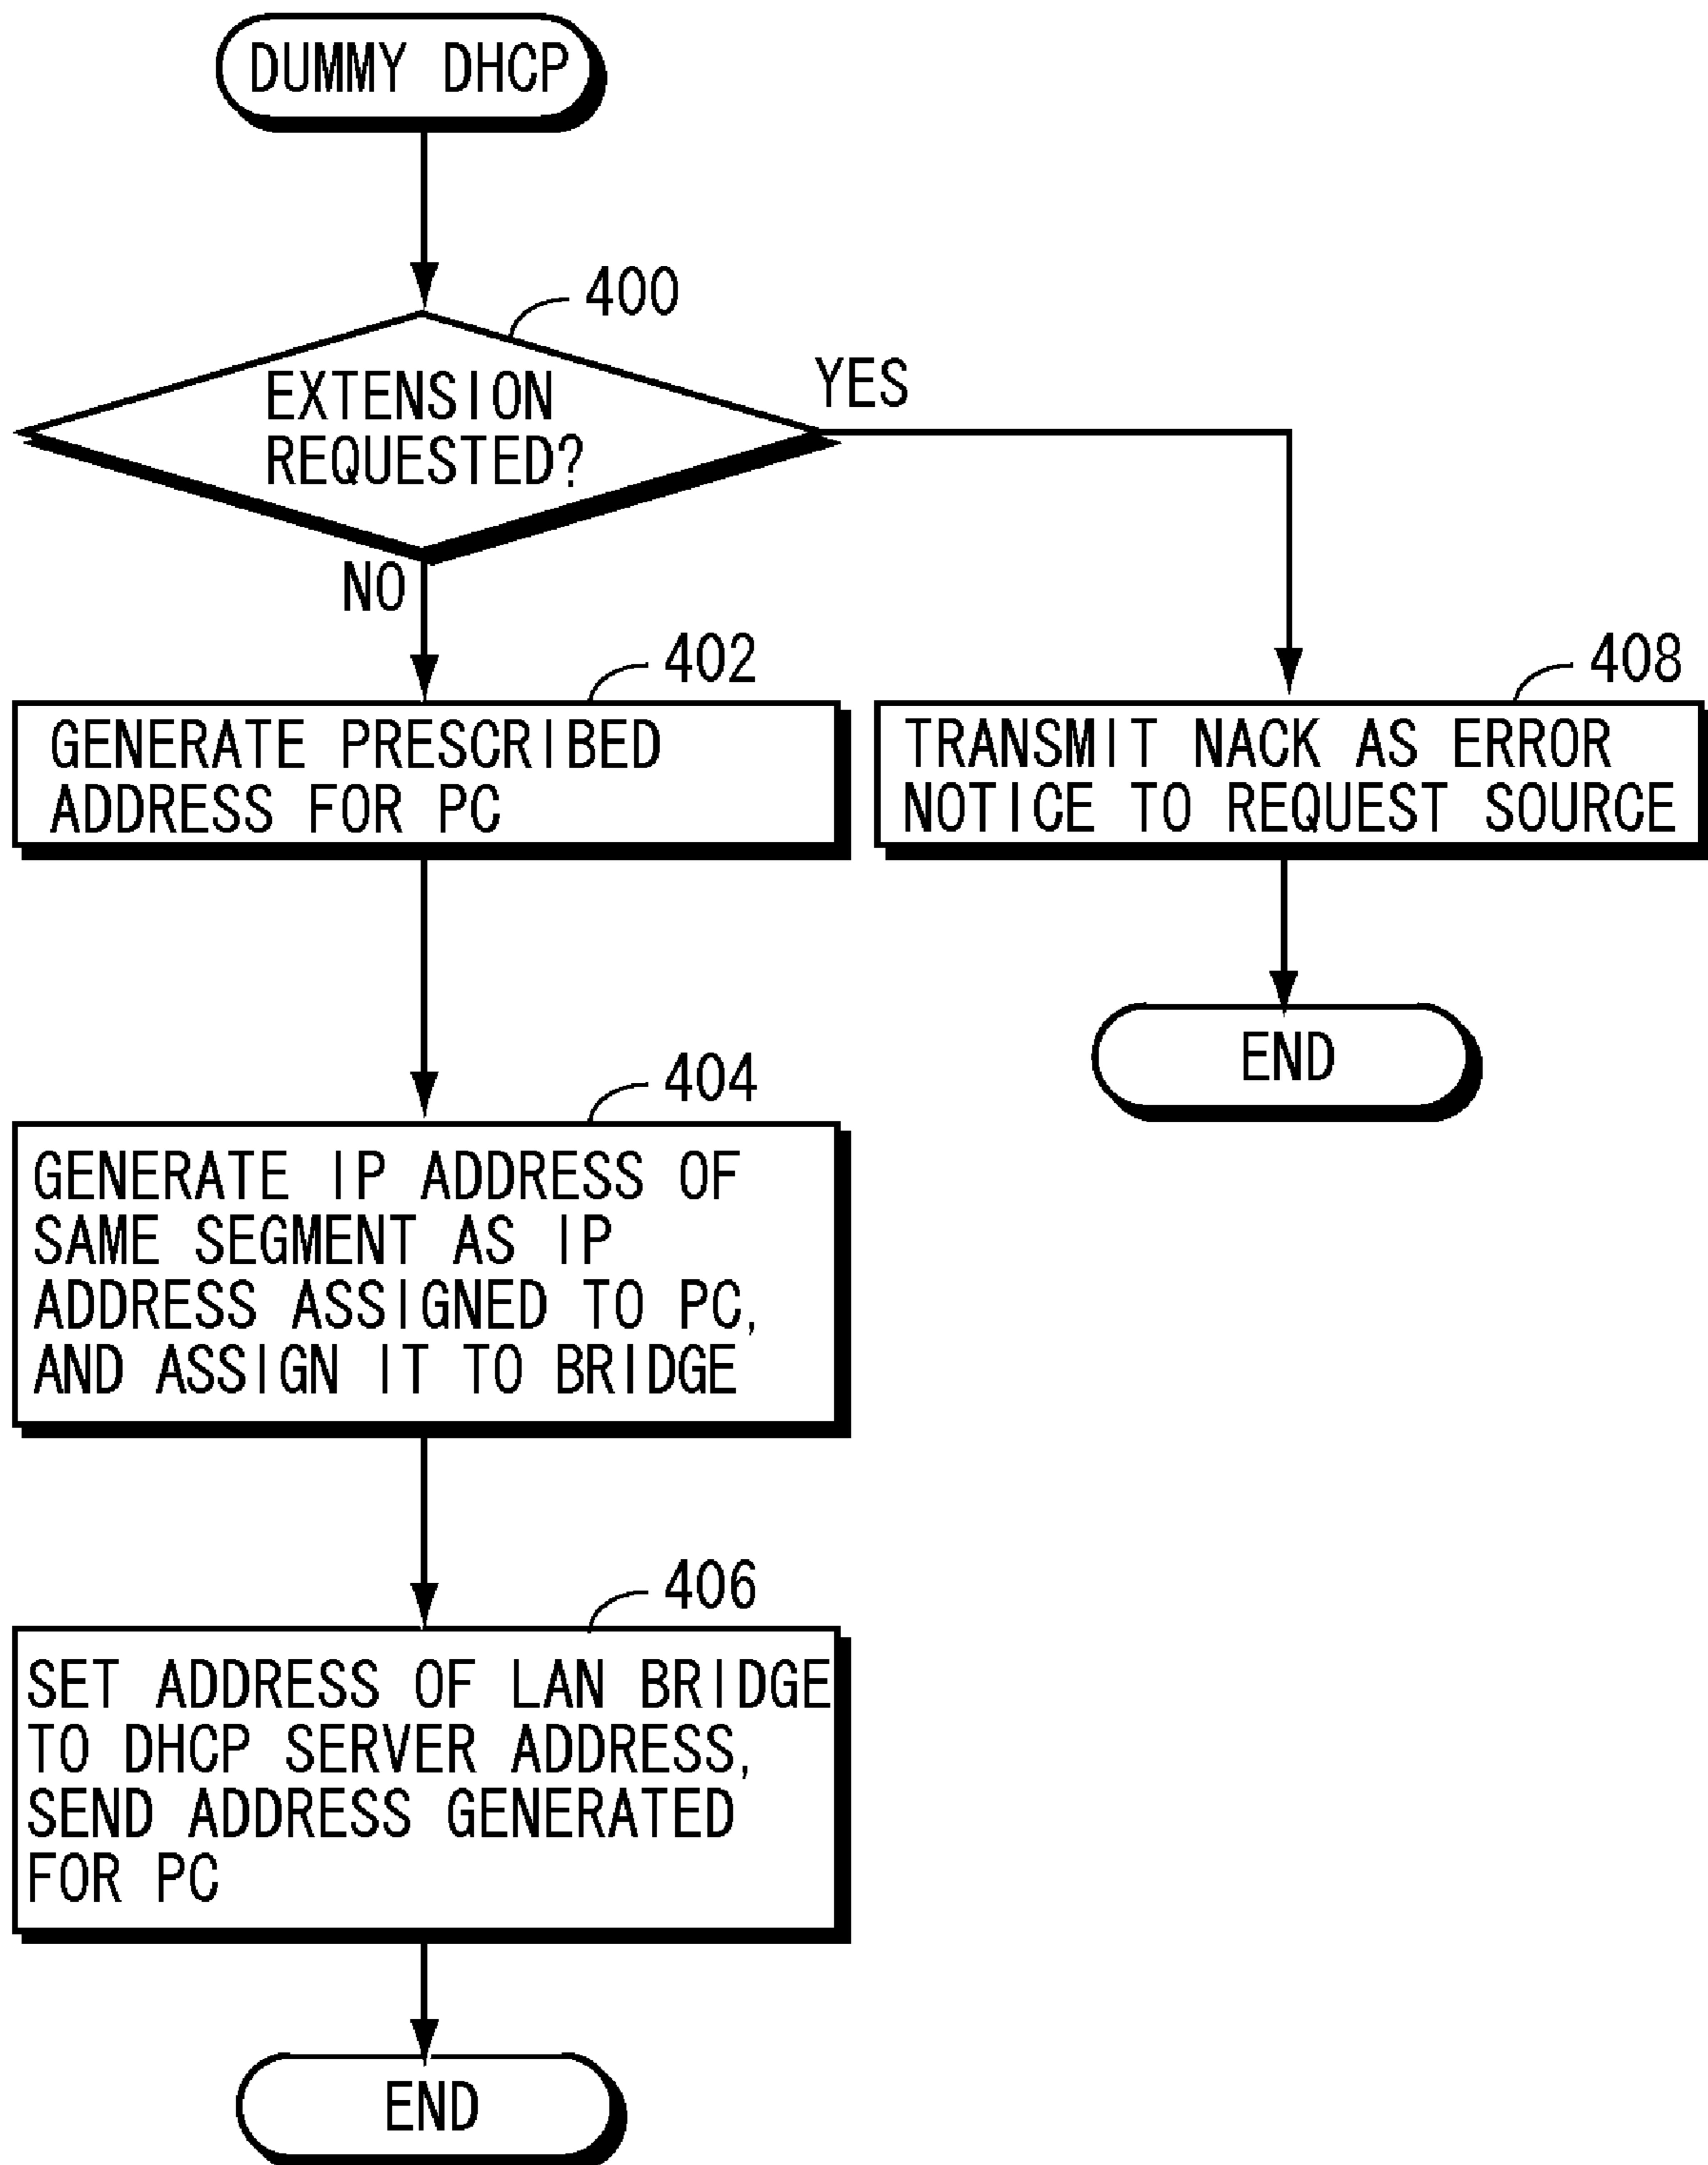 DUMMY DHCP
400
EXTENSION
REQUESTED?
YES
NO
402
GENERATE PRESCRIBED
ADDRESS FOR PC
408
TRANSMIT NACK AS ERROR
NOTICE TO REQUEST SOURCE
END
404
GENERATE IP ADDRESS OF
SAME SEGMENT AS IP
ADDRESS ASSIGNED TO PC,
AND ASSIGN IT TO BRIDGE
406
SET ADDRESS OF LAN BRIDGE
TO DHCP SERVER ADDRESS,
SEND ADDRESS GENERATED
FOR PC
END